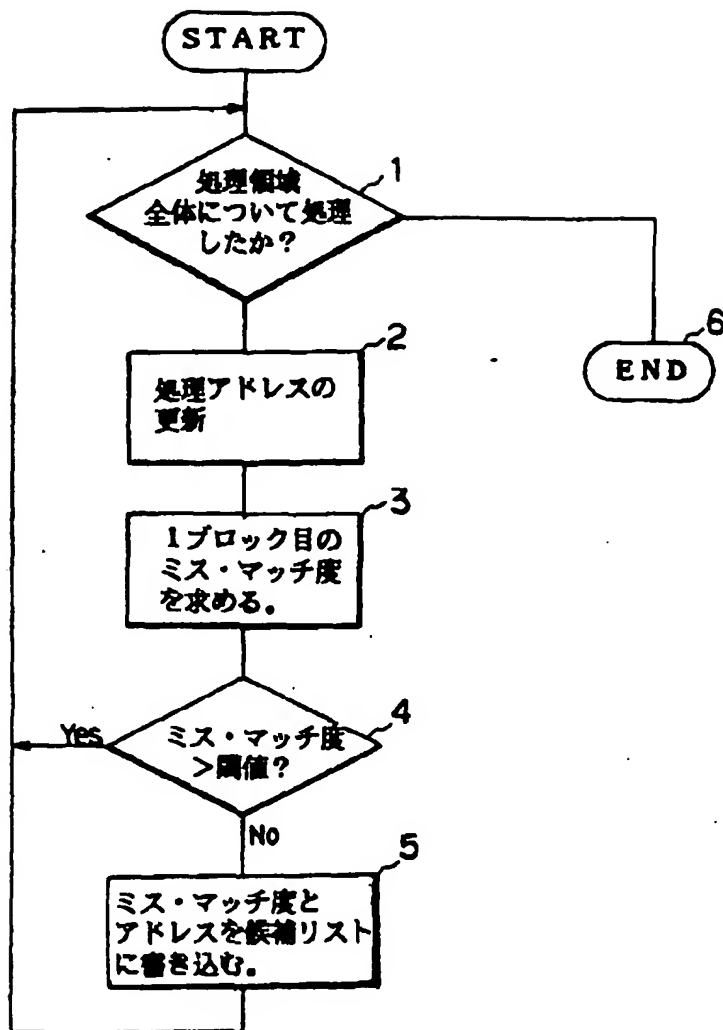 START
処理領域
全体について処理
したか?
1
2
処理アドレスの
更新
6
END
3
1ブロック目の
ミス・マッチ度
を求める。
4
Yes
ミス・マッチ度
>閾値?
No
5
ミス・マッチ度と
アドレスを候補リスト
に書き込む。